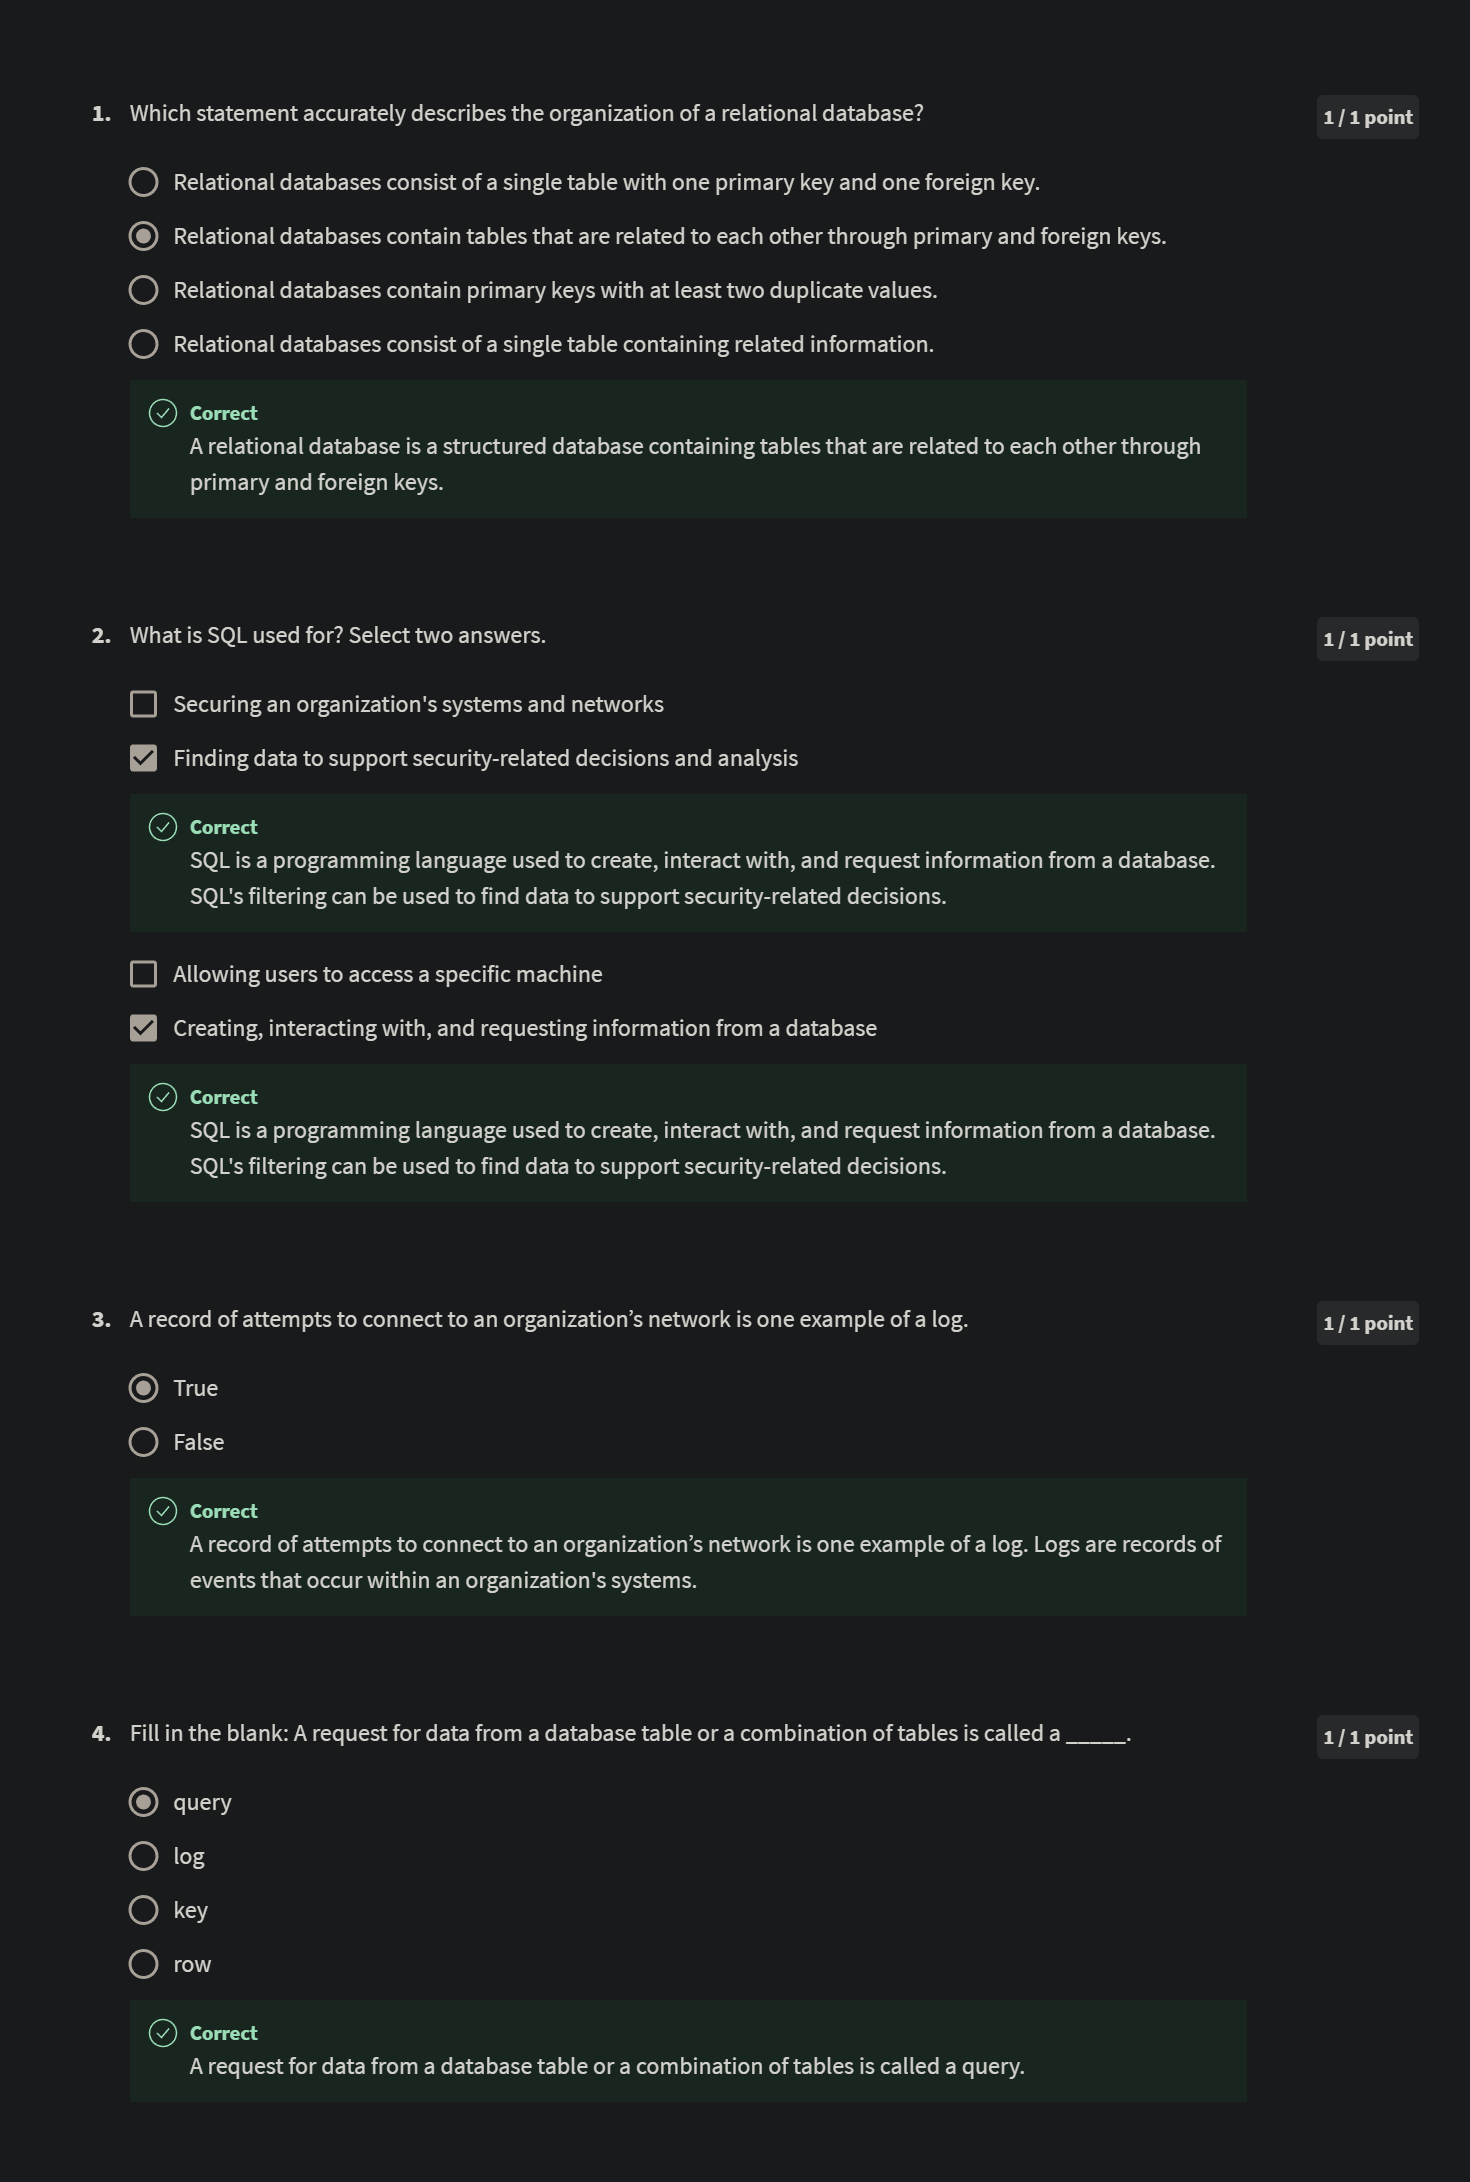 1. Which statement accurately describes the organization of a relational database?
1 / 1 point
Relational databases consist of a single table with one primary key and one foreign key.
Relational databases contain tables that are related to each other through primary and foreign keys.
Relational databases contain primary keys with at least two duplicate values.
Relational databases consist of a single table containing related information.
Correct
A relational database is a structured database containing tables that are related to each other through
primary and foreign keys.
2. What is SQL used for? Select two answers.
1 / 1 point
Securing an organization's systems and networks
Finding data to support security-related decisions and analysis
Correct
SQL is a programming language used to create, interact with, and request information from a database.
SQL's filtering can be used to find data to support security-related decisions.
Allowing users to access a specific machine
Creating, interacting with, and requesting information from a database
Correct
SQL is a programming language used to create, interact with, and request information from a database.
SQL's filtering can be used to find data to support security-related decisions.
3. A record of attempts to connect to an organization’s network is one example of a log.
1 / 1 point
True
False
Correct
A record of attempts to connect to an organization’s network is one example of a log. Logs are records of
events that occur within an organization's systems.
4. Fill in the blank: A request for data from a database table or a combination of tables is called a _____.
1 / 1 point
query
log
key
row
Correct
A request for data from a database table or a combination of tables is called a query.